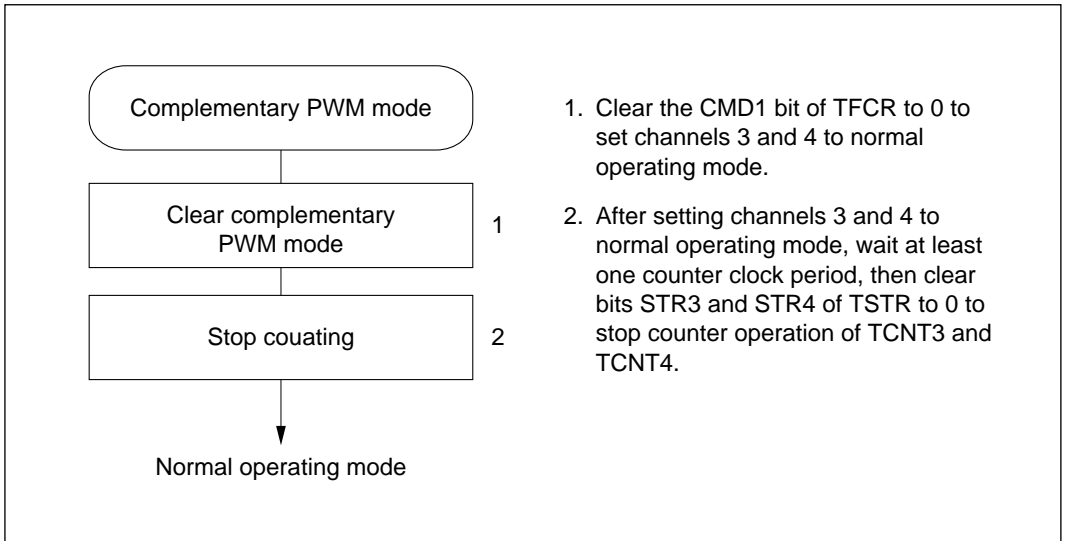 Complementary PWM mode
Clear complementary
PWM mode
1
Stop couating
2
Normal operating mode
1. Clear the CMD1 bit of TFCR to 0 to
set channels 3 and 4 to normal
operating mode.
2. After setting channels 3 and 4 to
normal operating mode, wait at least
one counter clock period, then clear
bits STR3 and STR4 of TSTR to 0 to
stop counter operation of TCNT3 and
TCNT4.